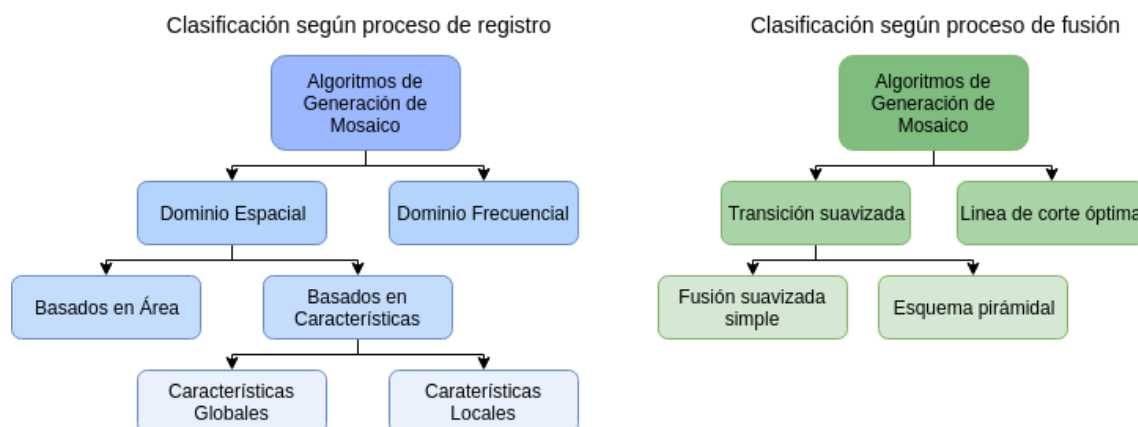 Clasificación según proceso de registro
Algoritmos de
Generación de
Mosaico
Dominio Espacial
Dominio Frecuencial
Basados en Área
Basados en
Características
Características
Globales
Caraterísticas
Locales
Clasificación según proceso de fusión
Algoritmos de
Generación de
Mosaico
Transición suavizada
Linea de corte óptima
Fusión suavizada
simple
Esquema pirámidal